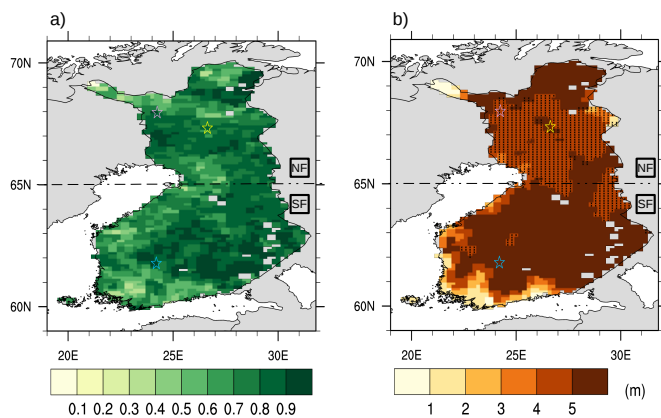 a) b)
70N 70N
NF NF
65N 65N
SF SF
60N 60N
20E 25E 30E 20E 25E 30E
0.1 0.2 0.3 0.4 0.5 0.6 0.7 0.8 0.9 1 2 3 4 5 (m)